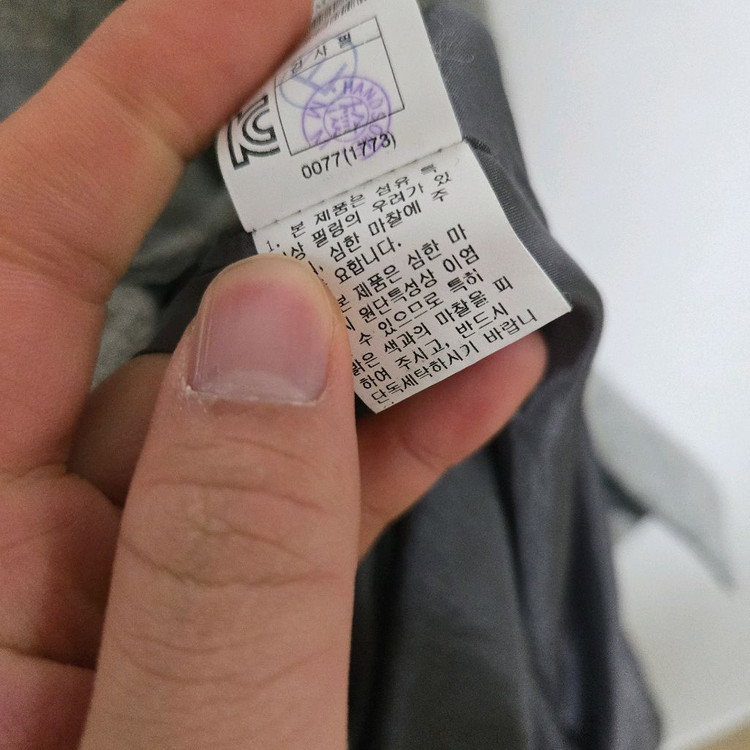 검사필
HANDSOME
0077(1773)
1. 본 제품은 섬유 특
상 필링의 우려가 있
, 심한 마찰에 주
요합니다.
본 제품은 심한 마
시 원단특성상 이염
수 있으므로 특히
밝은 색과의 마찰을 피
하여 주시고, 반드시
단독세탁하시기 바랍니